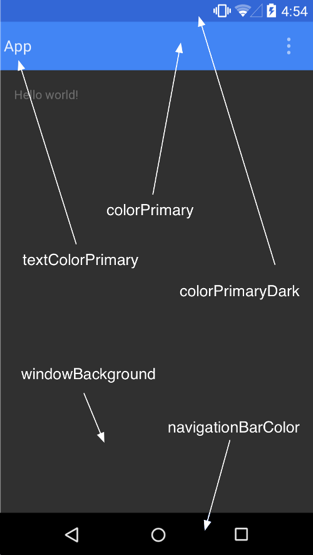 4:54
App
Hello world!
colorPrimary
textColorPrimary
colorPrimaryDark
windowBackground
navigationBarColor